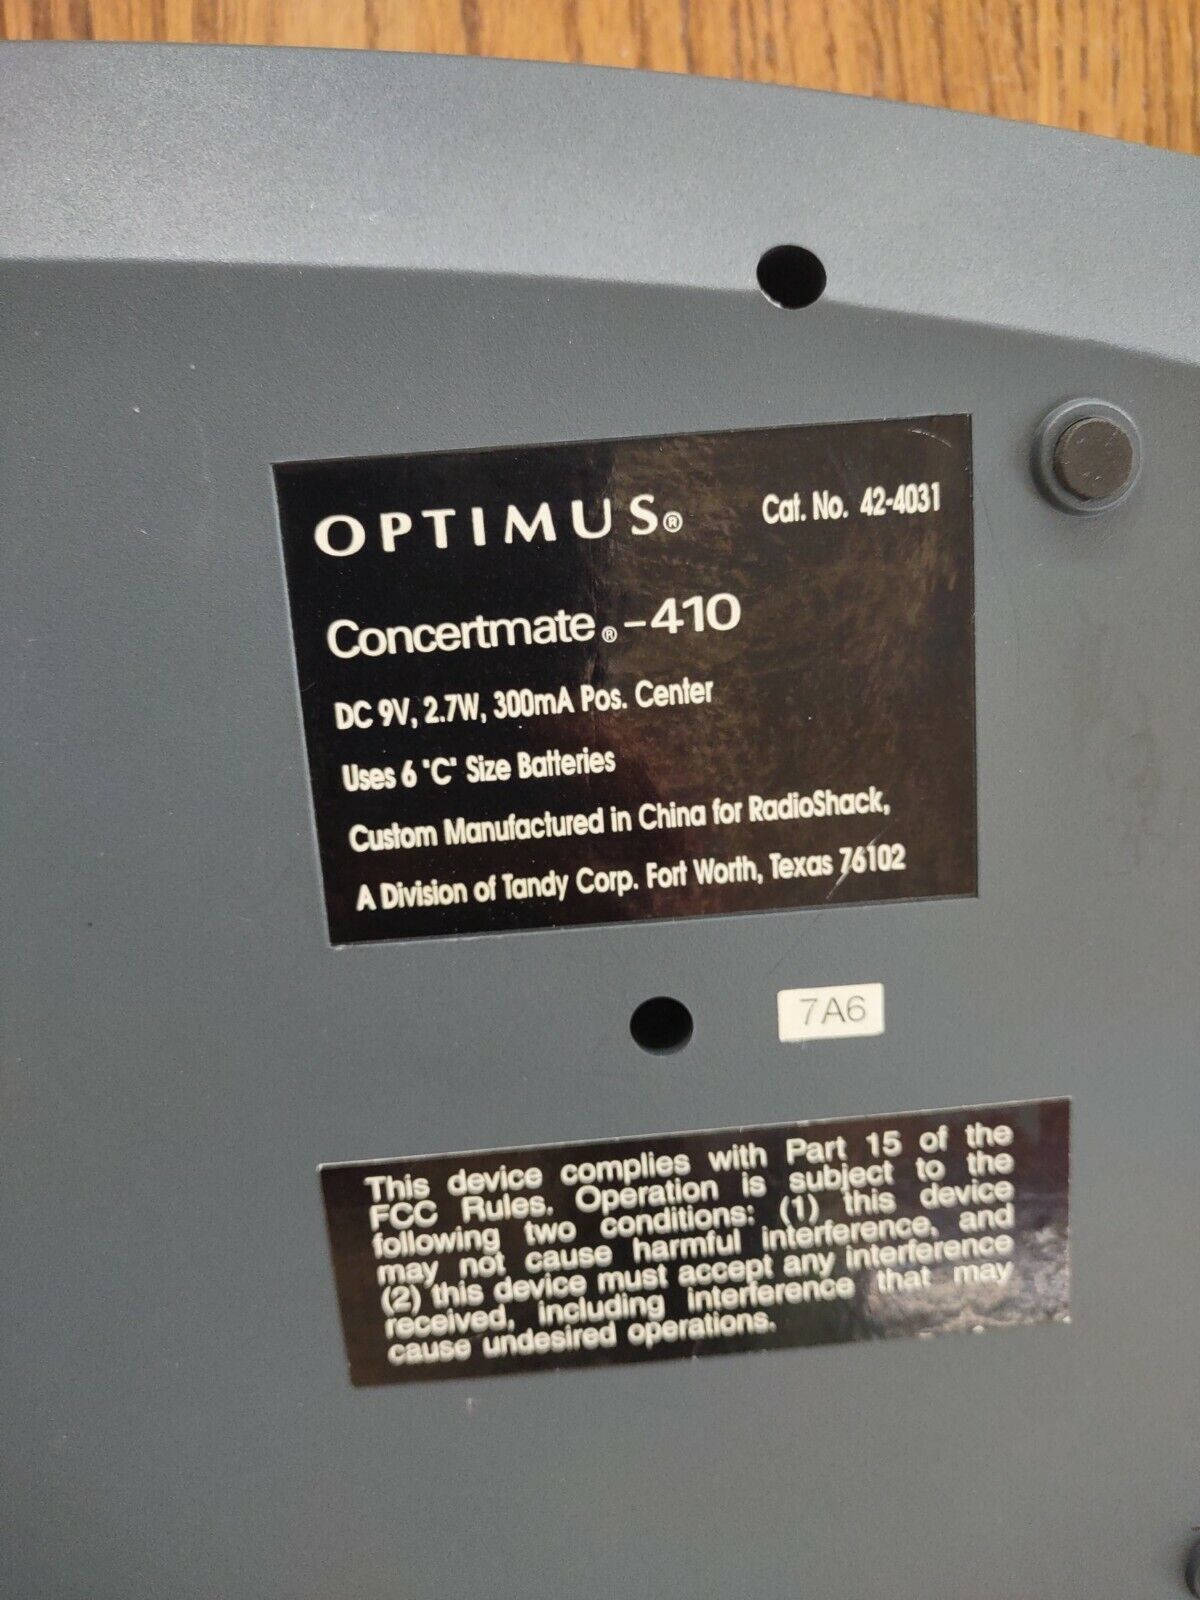 OPTIMUS® Cat. No. 42-4031
Concertmate®-410
DC 9V, 2.7W, 300mA Pos. Center
Uses 6 "C" Size Batteries
Custom Manufactured in China for RadioShack,
A Division of Tandy Corp. Fort Worth, Texas 76102
7A6
This device complies with Part 15 of the
FCC Rules. Operation is subject to the
following two conditions: (1) this device
may not cause harmful interference, and
(2) this device must accept any interference
received, including interference that may
cause undesired operations.